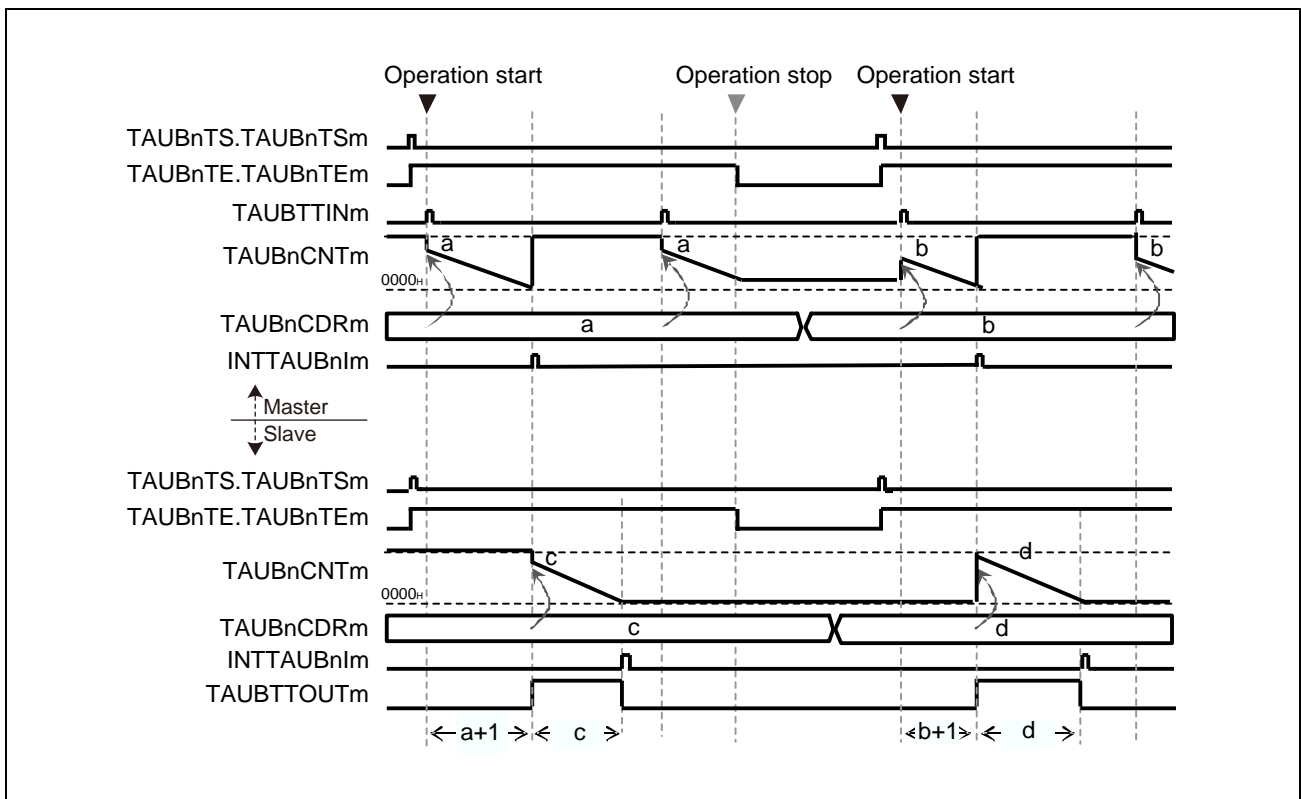 Operation start Operation stop Operation start
TAUBnTS.TAUBnTSm
TAUBnTE.TAUBnTEm
TAUBTTINm
a a b b
TAUBnCNTm
0000H
TAUBnCDRm a b
INTTAUBnIm
Master
Slave
TAUBnTS.TAUBnTSm
TAUBnTE.TAUBnTEm
c d
TAUBnCNTm
0000H
TAUBnCDRm c d
INTTAUBnIm
TAUBTTOUTm
a+1 c b+1 d